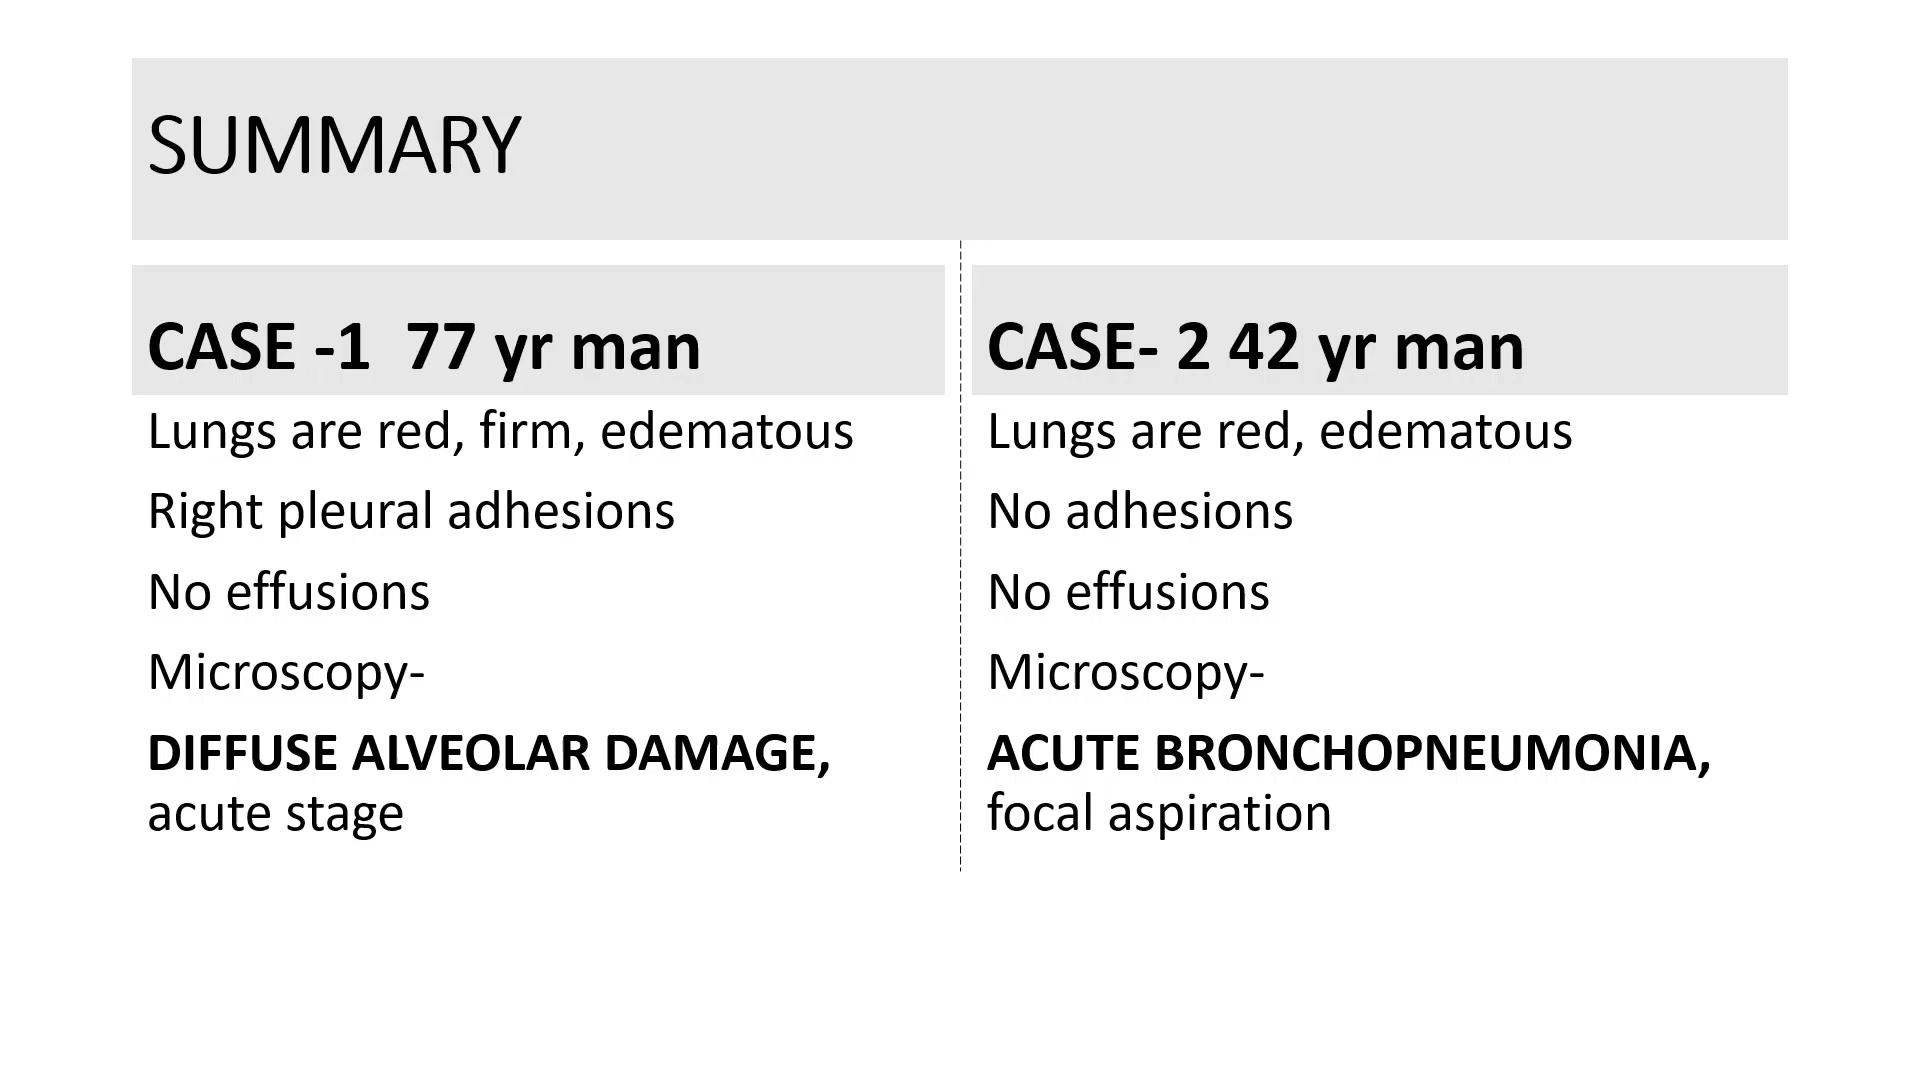 SUMMARY
CASE -1  77 yr man
Lungs are red, firm, edematous
Right pleural adhesions
No effusions
Microscopy-
DIFFUSE ALVEOLAR DAMAGE,
acute stage
CASE- 2 42 yr man
Lungs are red, edematous
No adhesions
No effusions
Microscopy-
ACUTE BRONCHOPNEUMONIA,
focal aspiration